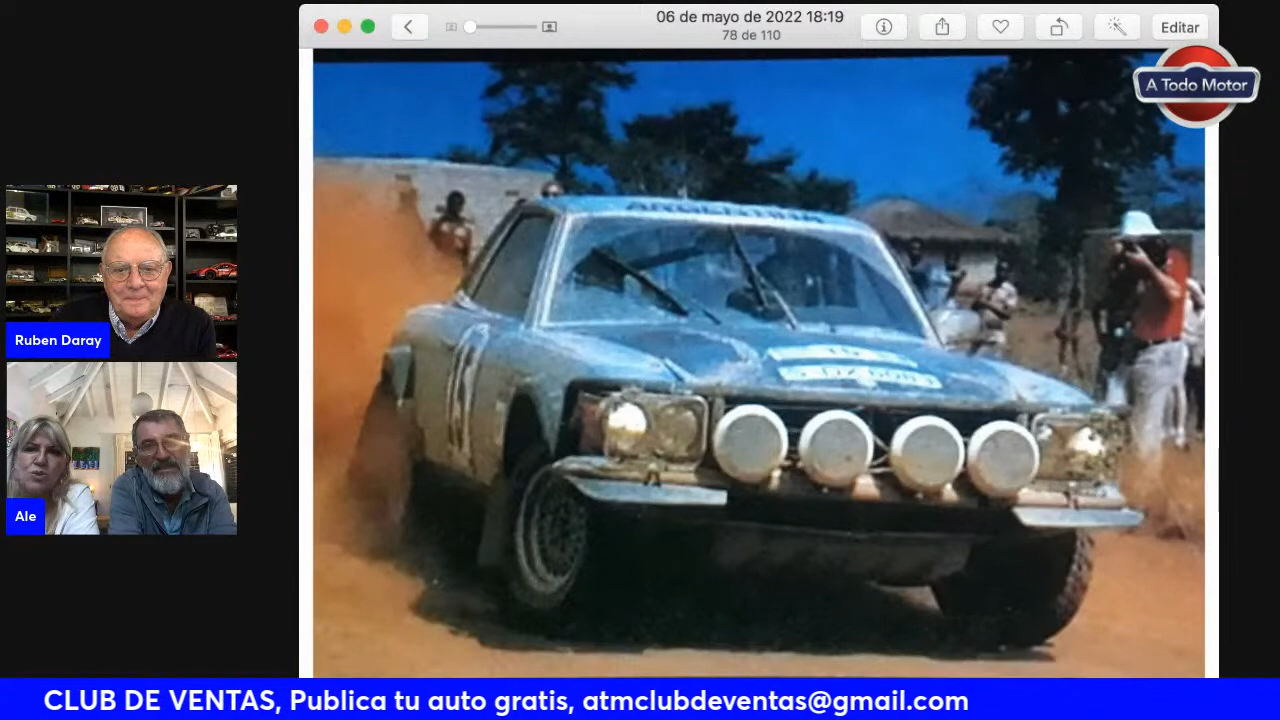 06 de mayo de 2022 18:19
78 de 110
Editar
A Todo Motor
ARGENTINA
Ruben Daray
Ale
CLUB DE VENTAS, Publica tu auto gratis, atmclubdeventas@gmail.com